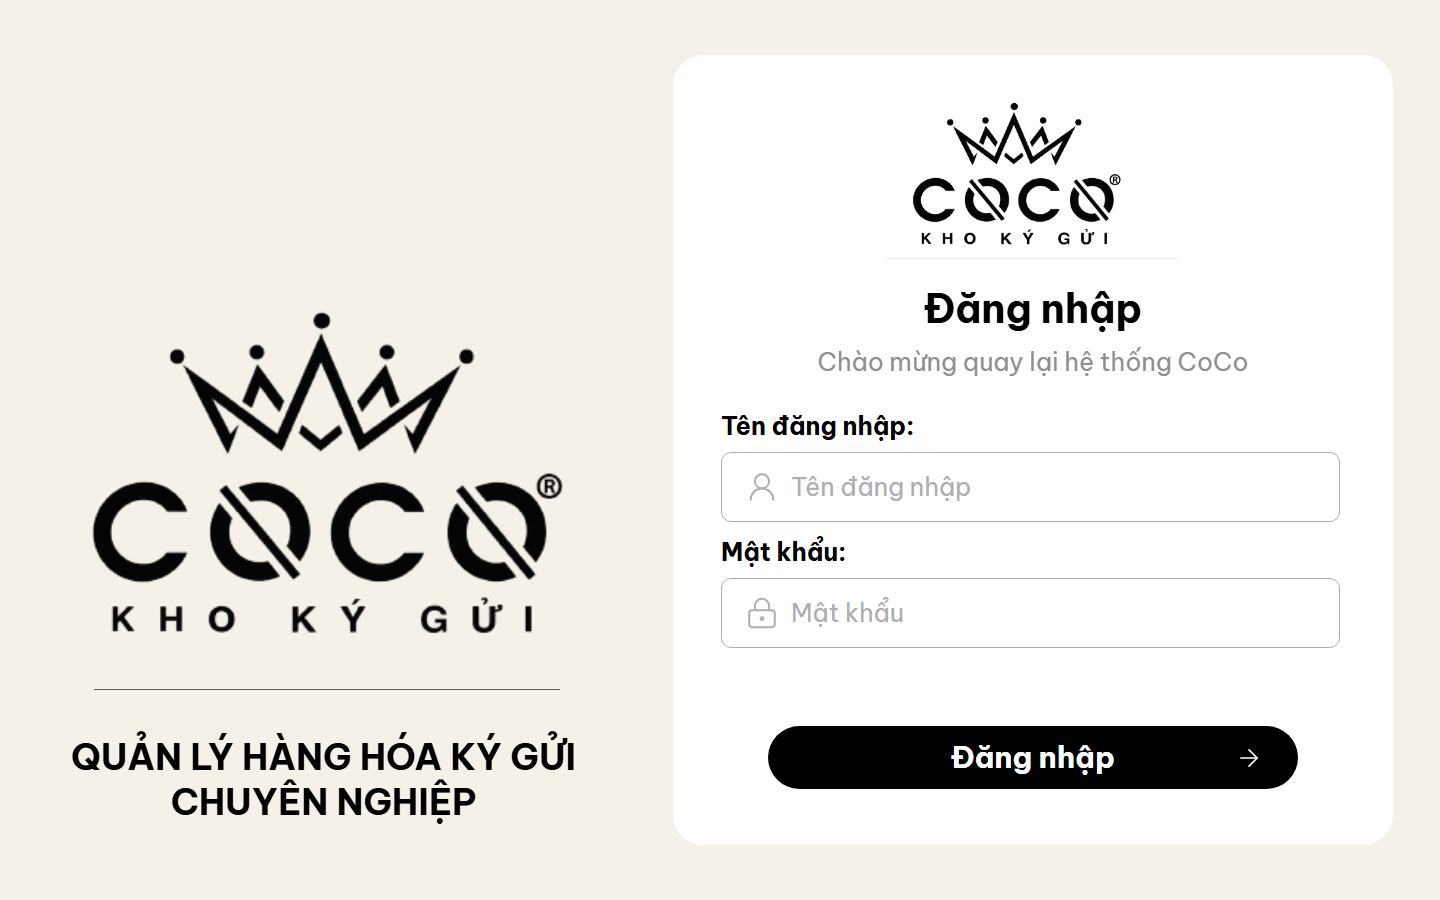 COCO®
KHO KÝ GỬI
QUẢN LÝ HÀNG HÓA KÝ GỬI
CHUYÊN NGHIỆP
COCO®
KHO KÝ GỬI
Đăng nhập
Chào mừng quay lại hệ thống CoCo
Tên đăng nhập:
Tên đăng nhập
Mật khẩu:
Mật khẩu
Đăng nhập